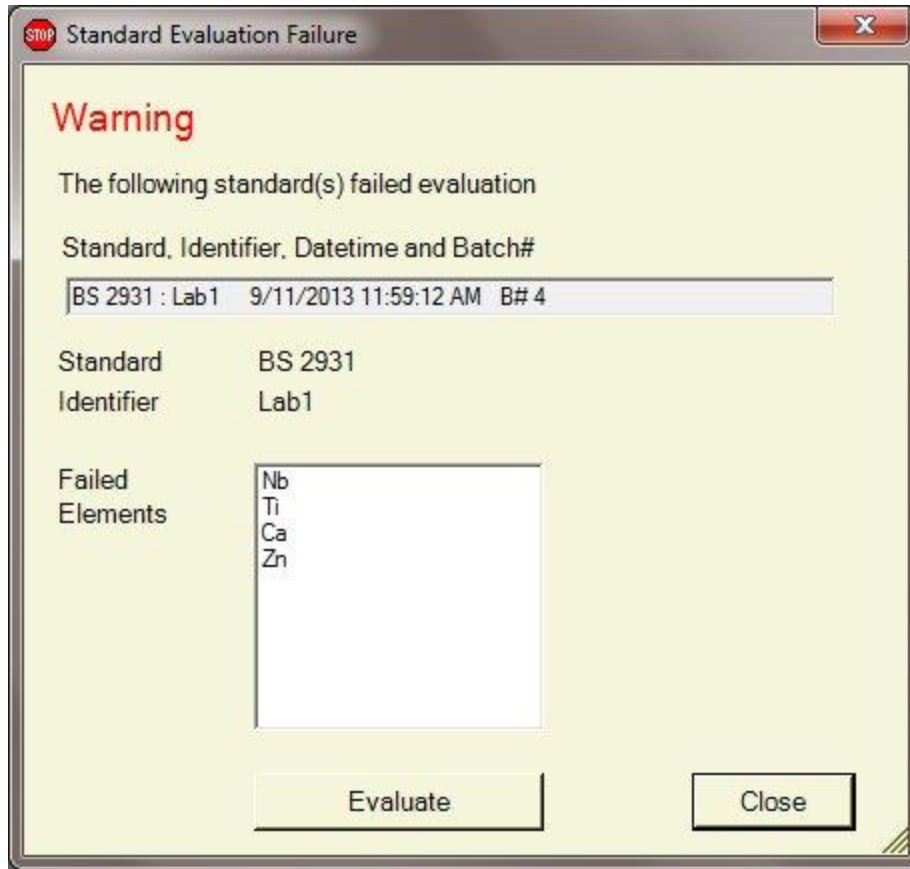 STOP Standard Evaluation Failure
Warning
The following standard(s) failed evaluation
Standard, Identifier, Datetime and Batch#
BS 2931 : Lab1 9/11/2013 11:59:12 AM B# 4
Standard BS 2931
Identifier Lab1
Failed
Elements
Nb
Ti
Ca
Zn
Evaluate Close